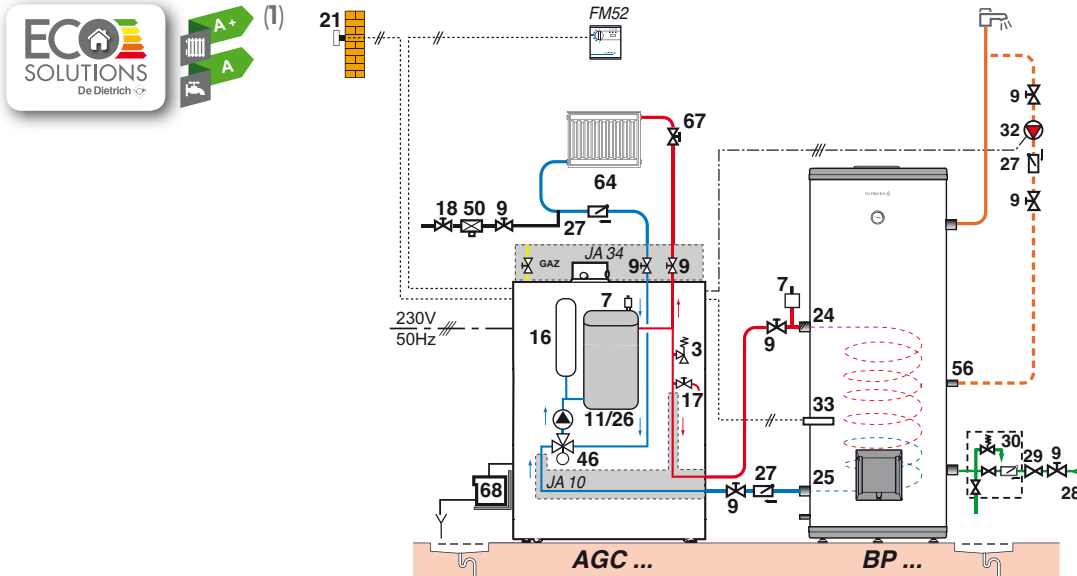 ECO
SOLUTIONS
De Dietrich
A+
A
(1)
21
FM52
67
64
18 50 9
27
GAZ
JA 34
9
9
7
16
3
17
11/26
46
230V
50Hz
68
JA 10
9
27
25
7
9
24
33
De Dietrich
9
32
27
9
56
30
29
9
28
AGC ...
BP ...